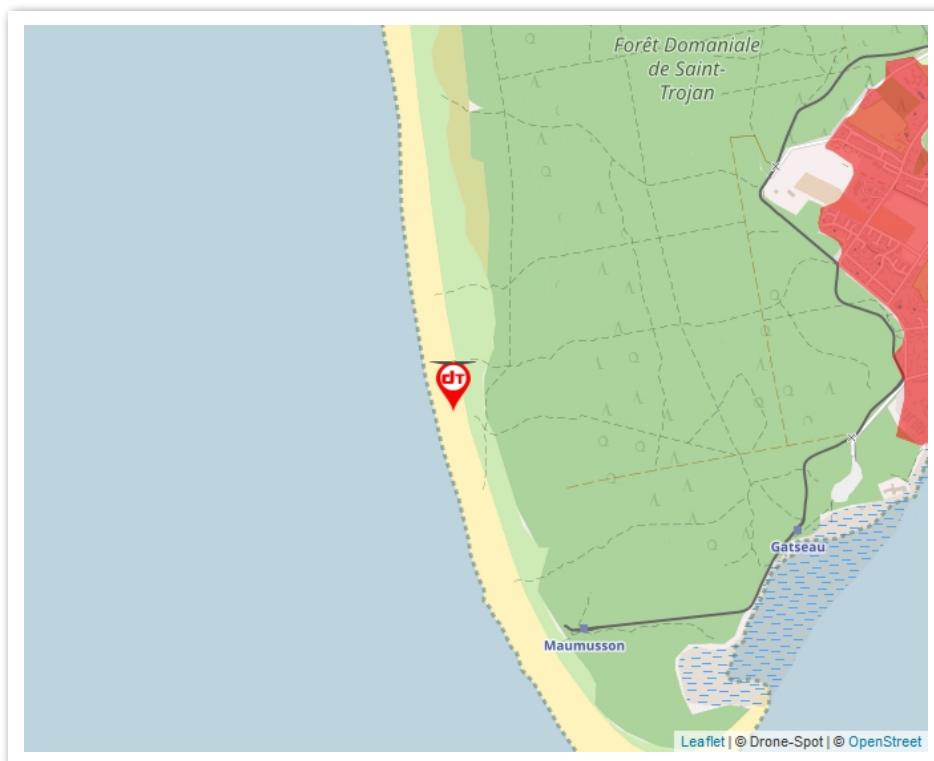 Forêt Domaniale
de Saint-
Trojan
dT
Gatseau
Maumusson
Leaflet | © Drone-Spot | © OpenStreet